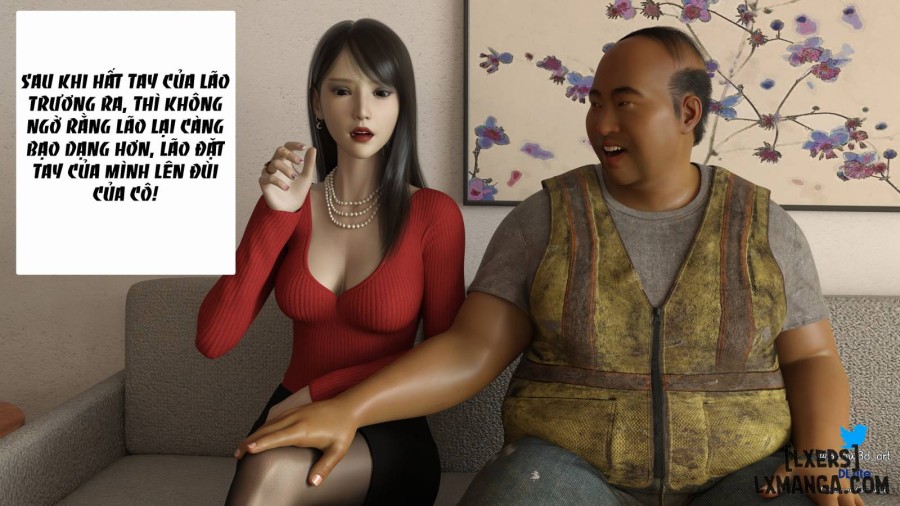 SAU KHI HẤT TAY CỦA LÃO
TRƯƠNG RA, THÌ KHÔNG
NGỜ RẰNG LÃO LẠI CÀNG
BẠO DẠNG HƠN, LÃO ĐẶT
TAY CỦA MÌNH LÊN ĐÙI
CỦA CÔ!
[LXERS]
LXMANGA.COM